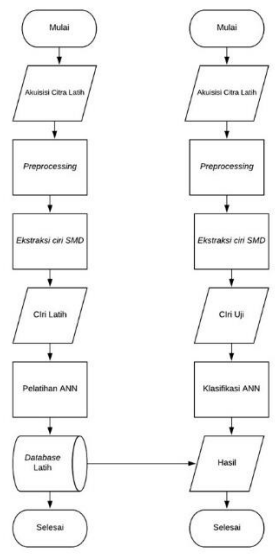 Mulai
Akuisisi Citra Latih
Preprocessing
Ekstraksi ciri SMD
CIri Latih
Pelatihan ANN
Database
Latih
Selesai
Mulai
Akuisisi Citra Latih
Preprocessing
Ekstraksi ciri SMD
CIri Uji
Klasifikasi ANN
Hasil
Selesai